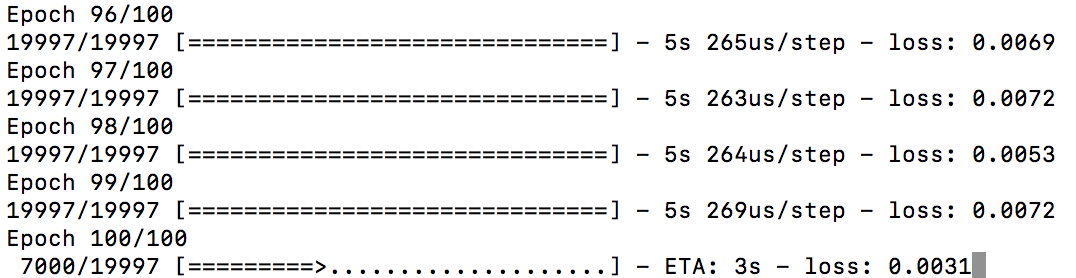 Epoch 96/100
19997/19997 [==============================] - 5s 265us/step - loss: 0.0069
Epoch 97/100
19997/19997 [==============================] - 5s 263us/step - loss: 0.0072
Epoch 98/100
19997/19997 [==============================] - 5s 264us/step - loss: 0.0053
Epoch 99/100
19997/19997 [==============================] - 5s 269us/step - loss: 0.0072
Epoch 100/100
 7000/19997 [=========>....................] - ETA: 3s - loss: 0.0031